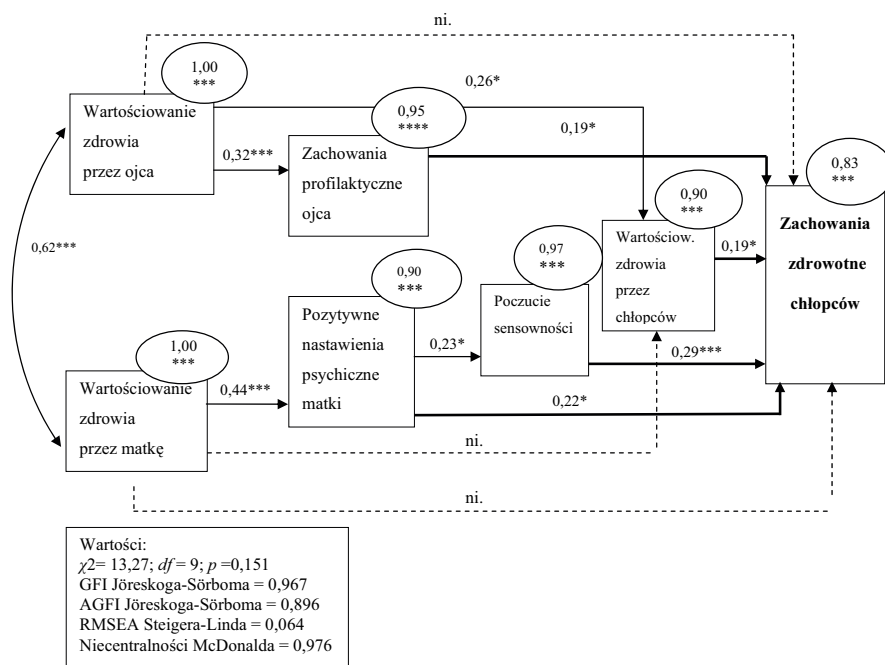 ni.
1,00
***
0,26*
Wartościowanie
zdrowia
przez ojca
0,32***
0,95
****
Zachowania
profilaktyczne
ojca
0,19*
0,83
***
Zachowania
zdrowotne
chłopców
0,90
***
Wartościow.
zdrowia
przez
chłopców
0,19*
0,62***
0,97
***
Poczucie
sensowności
0,29***
0,90
***
Pozytywne
nastawienia
psychiczne
matki
0,23*
0,22*
1,00
***
Wartościowanie
zdrowia
przez matkę
0,44***
ni.
ni.
Wartości:
χ2= 13,27; df = 9; p =0,151
GFI Jöreskoga-Sörboma = 0,967
AGFI Jöreskoga-Sörboma = 0,896
RMSEA Steigera-Linda = 0,064
Niecentralności McDonalda = 0,976